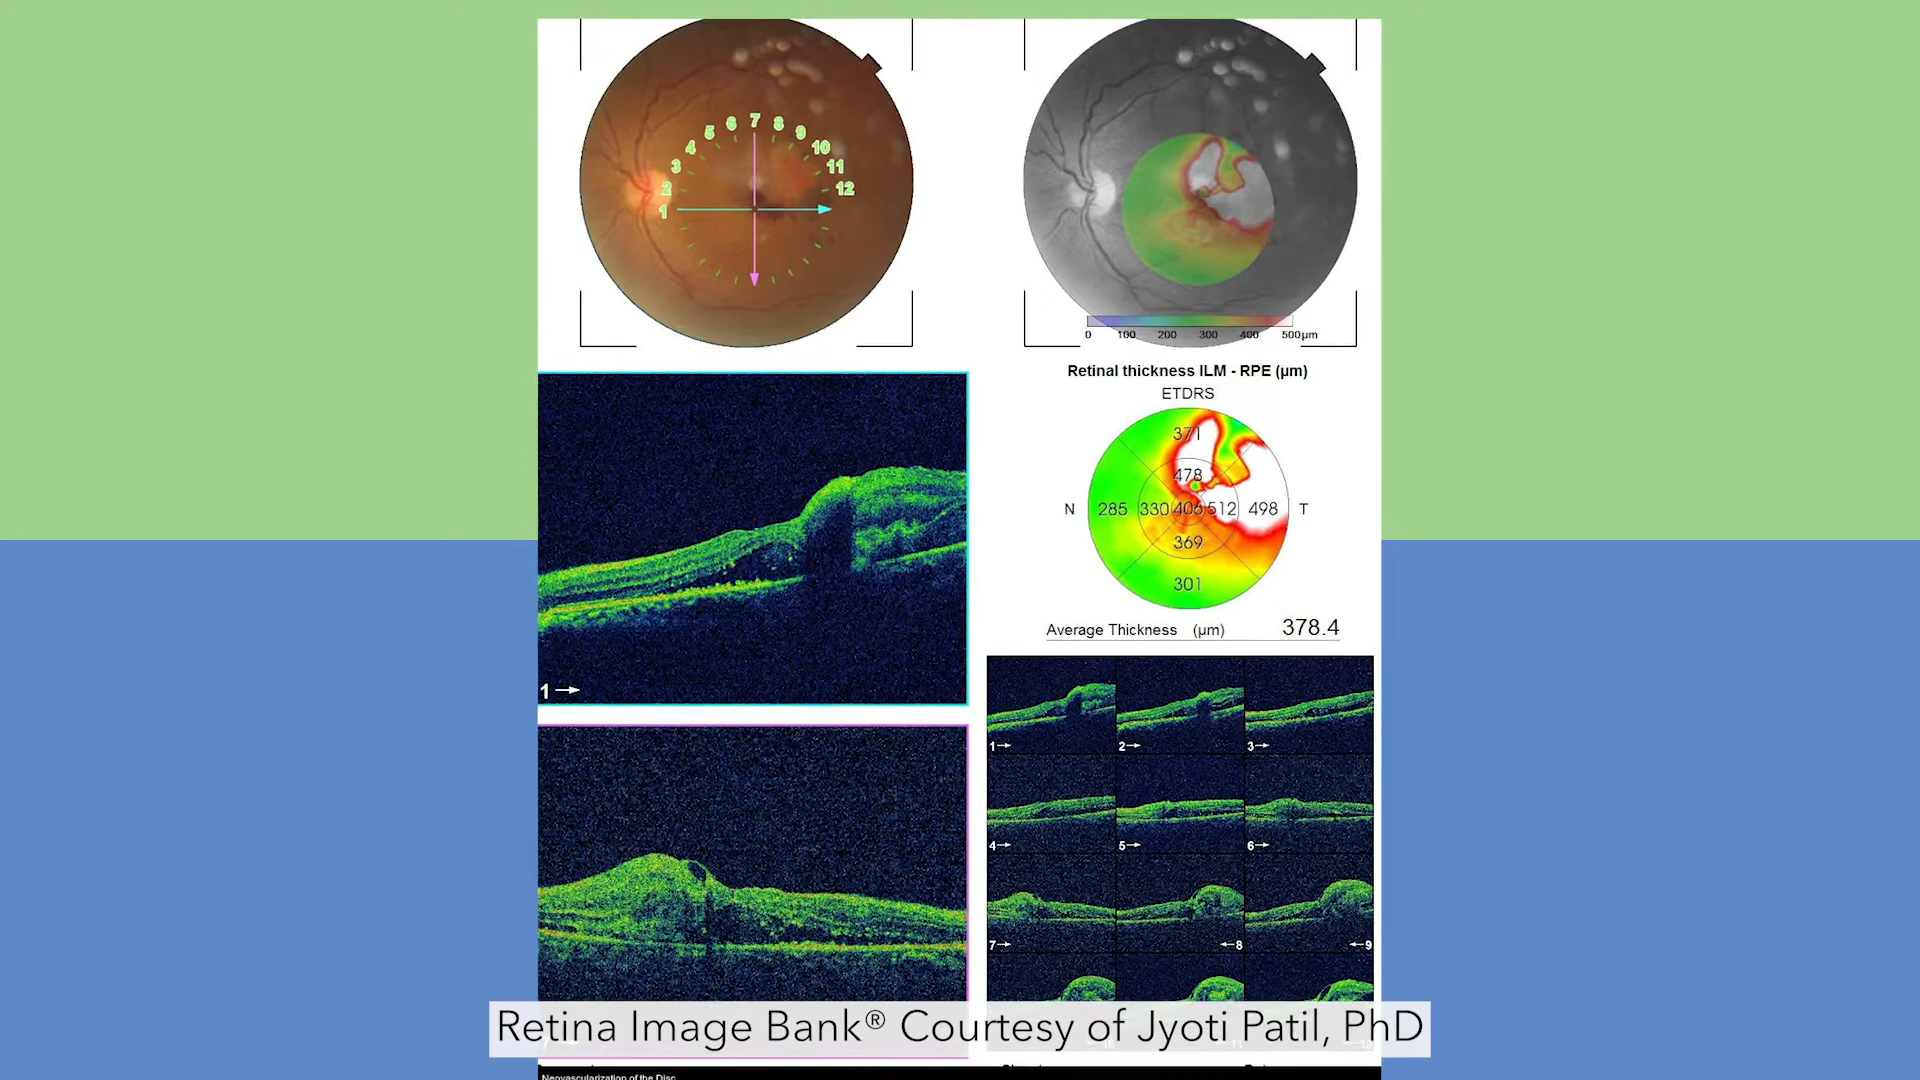 7
6 8
5 9
4 10
3 11
2 12
1
0 100 200 300 400 500 µm
Retinal thickness ILM - RPE (µm)
ETDRS
371
478
N 285 330 406 512 498 T
369
301
Average Thickness (µm) 378.4
1
1 2 3
4 5 6
7 8 9
Retina Image Bank® Courtesy of Jyoti Patil, PhD
Neovascularization of the Disc